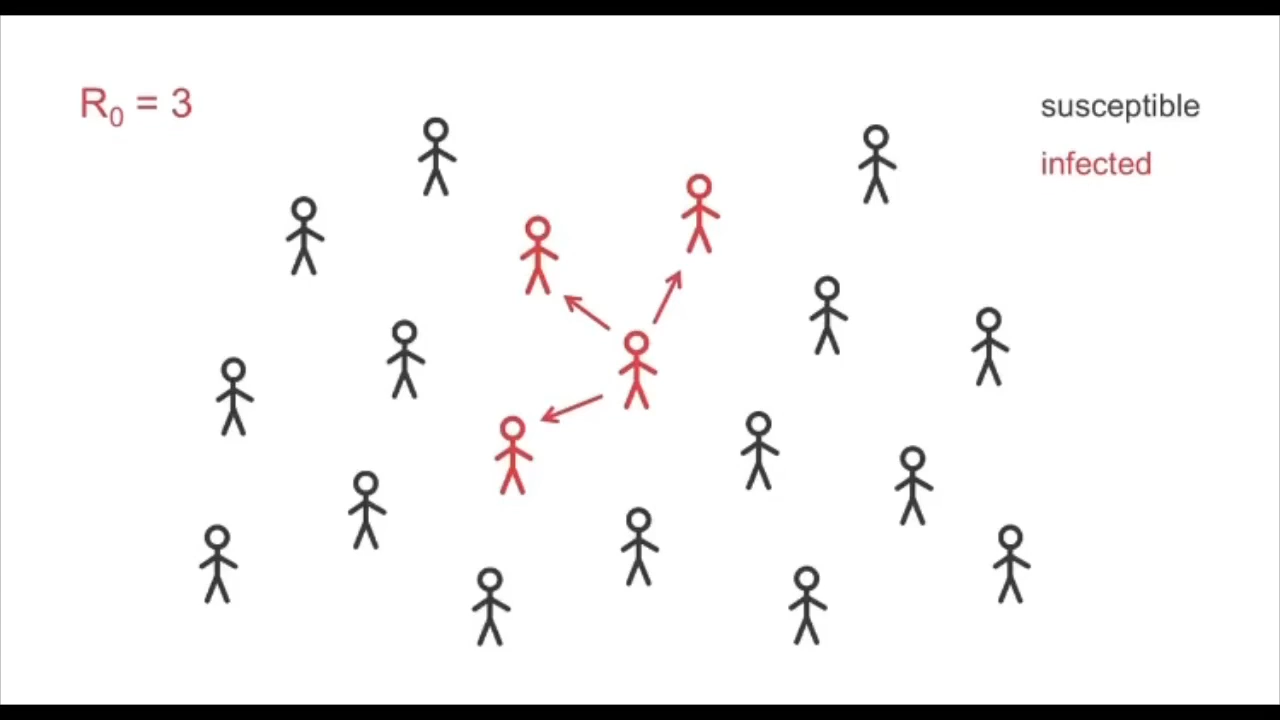 R₀ = 3
susceptible
infected